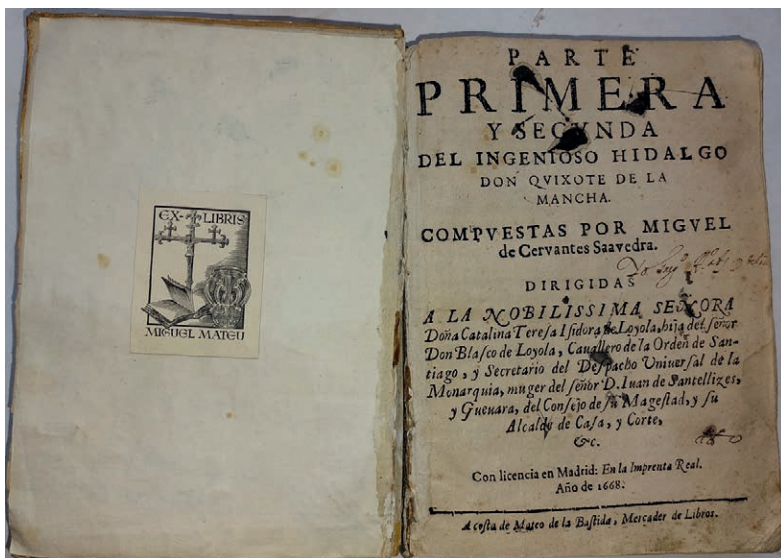 EX-LIBRIS
MIGUEL MATEU
PARTE
PRIMERA
Y SECVNDA
DEL INGENIOSO HIDALGO
DON QVIXOTE DE LA
MANCHA.
COMPVESTAS POR MIGVEL
de Cervantes Saavedra.
DIRIGIDAS
A LA NOBILISSIMA SEÑORA
Doña Catalina Teresa Isidora de Loyola, hija del señor
Don Blasco de Loyola, Cauallero de la Orden de San-
tiago, y Secretario del Despacho Uniuersal de la
Monarquia, muger del señor D. Iuan de Santellizes,
y Gueuara, del Consejo de su Magestad, y su
Alcalde de Casa, y Corte,
&c.
Con licencia en Madrid: En la Imprenta Real.
Año de 1668.
A costa de Mateo de la Bastida, Mercader de Libros.